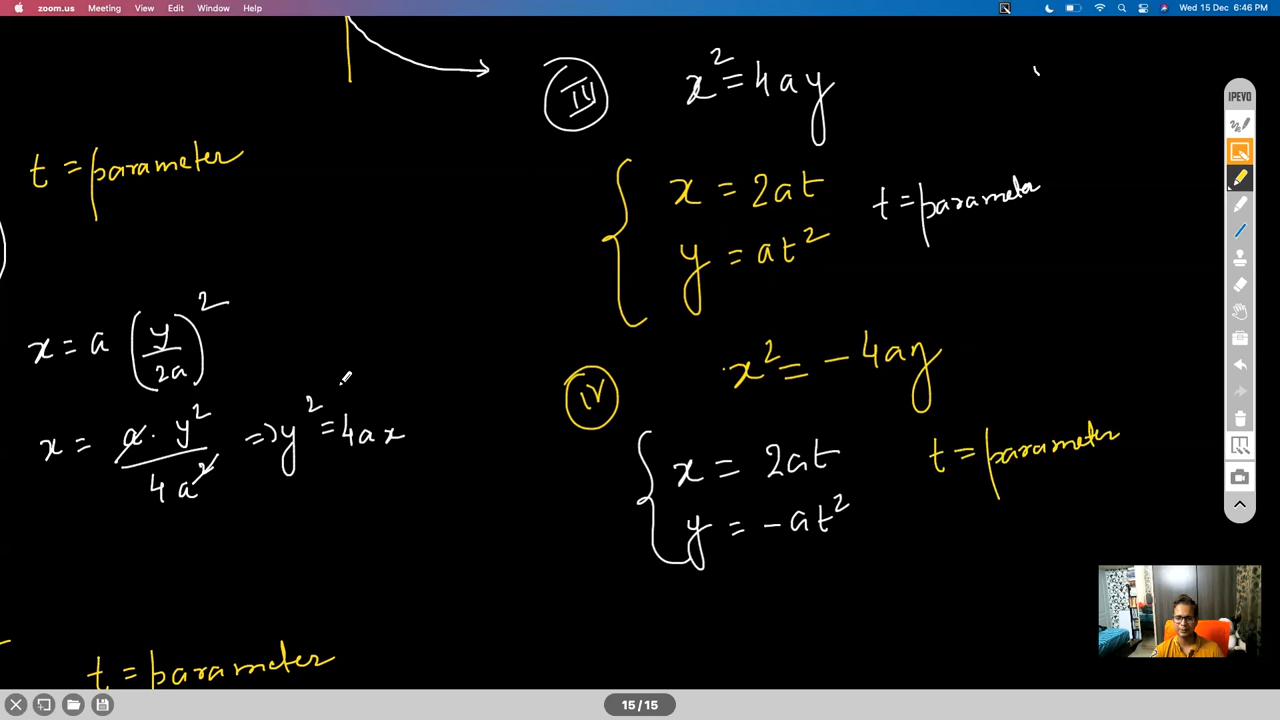 zoom.us Meeting View Edit Window Help Wed 15 Dec 6:46 PM
III x² = 4ay
t = parameter
{ x = 2at t = parameter
y = at²
x = a (y/2a)²
IV x² = -4ay
x = a · y² / 4a² => y² = 4ax
{ x = 2at t = parameter
y = -at²
t = parameter
IPEVO
15 / 15